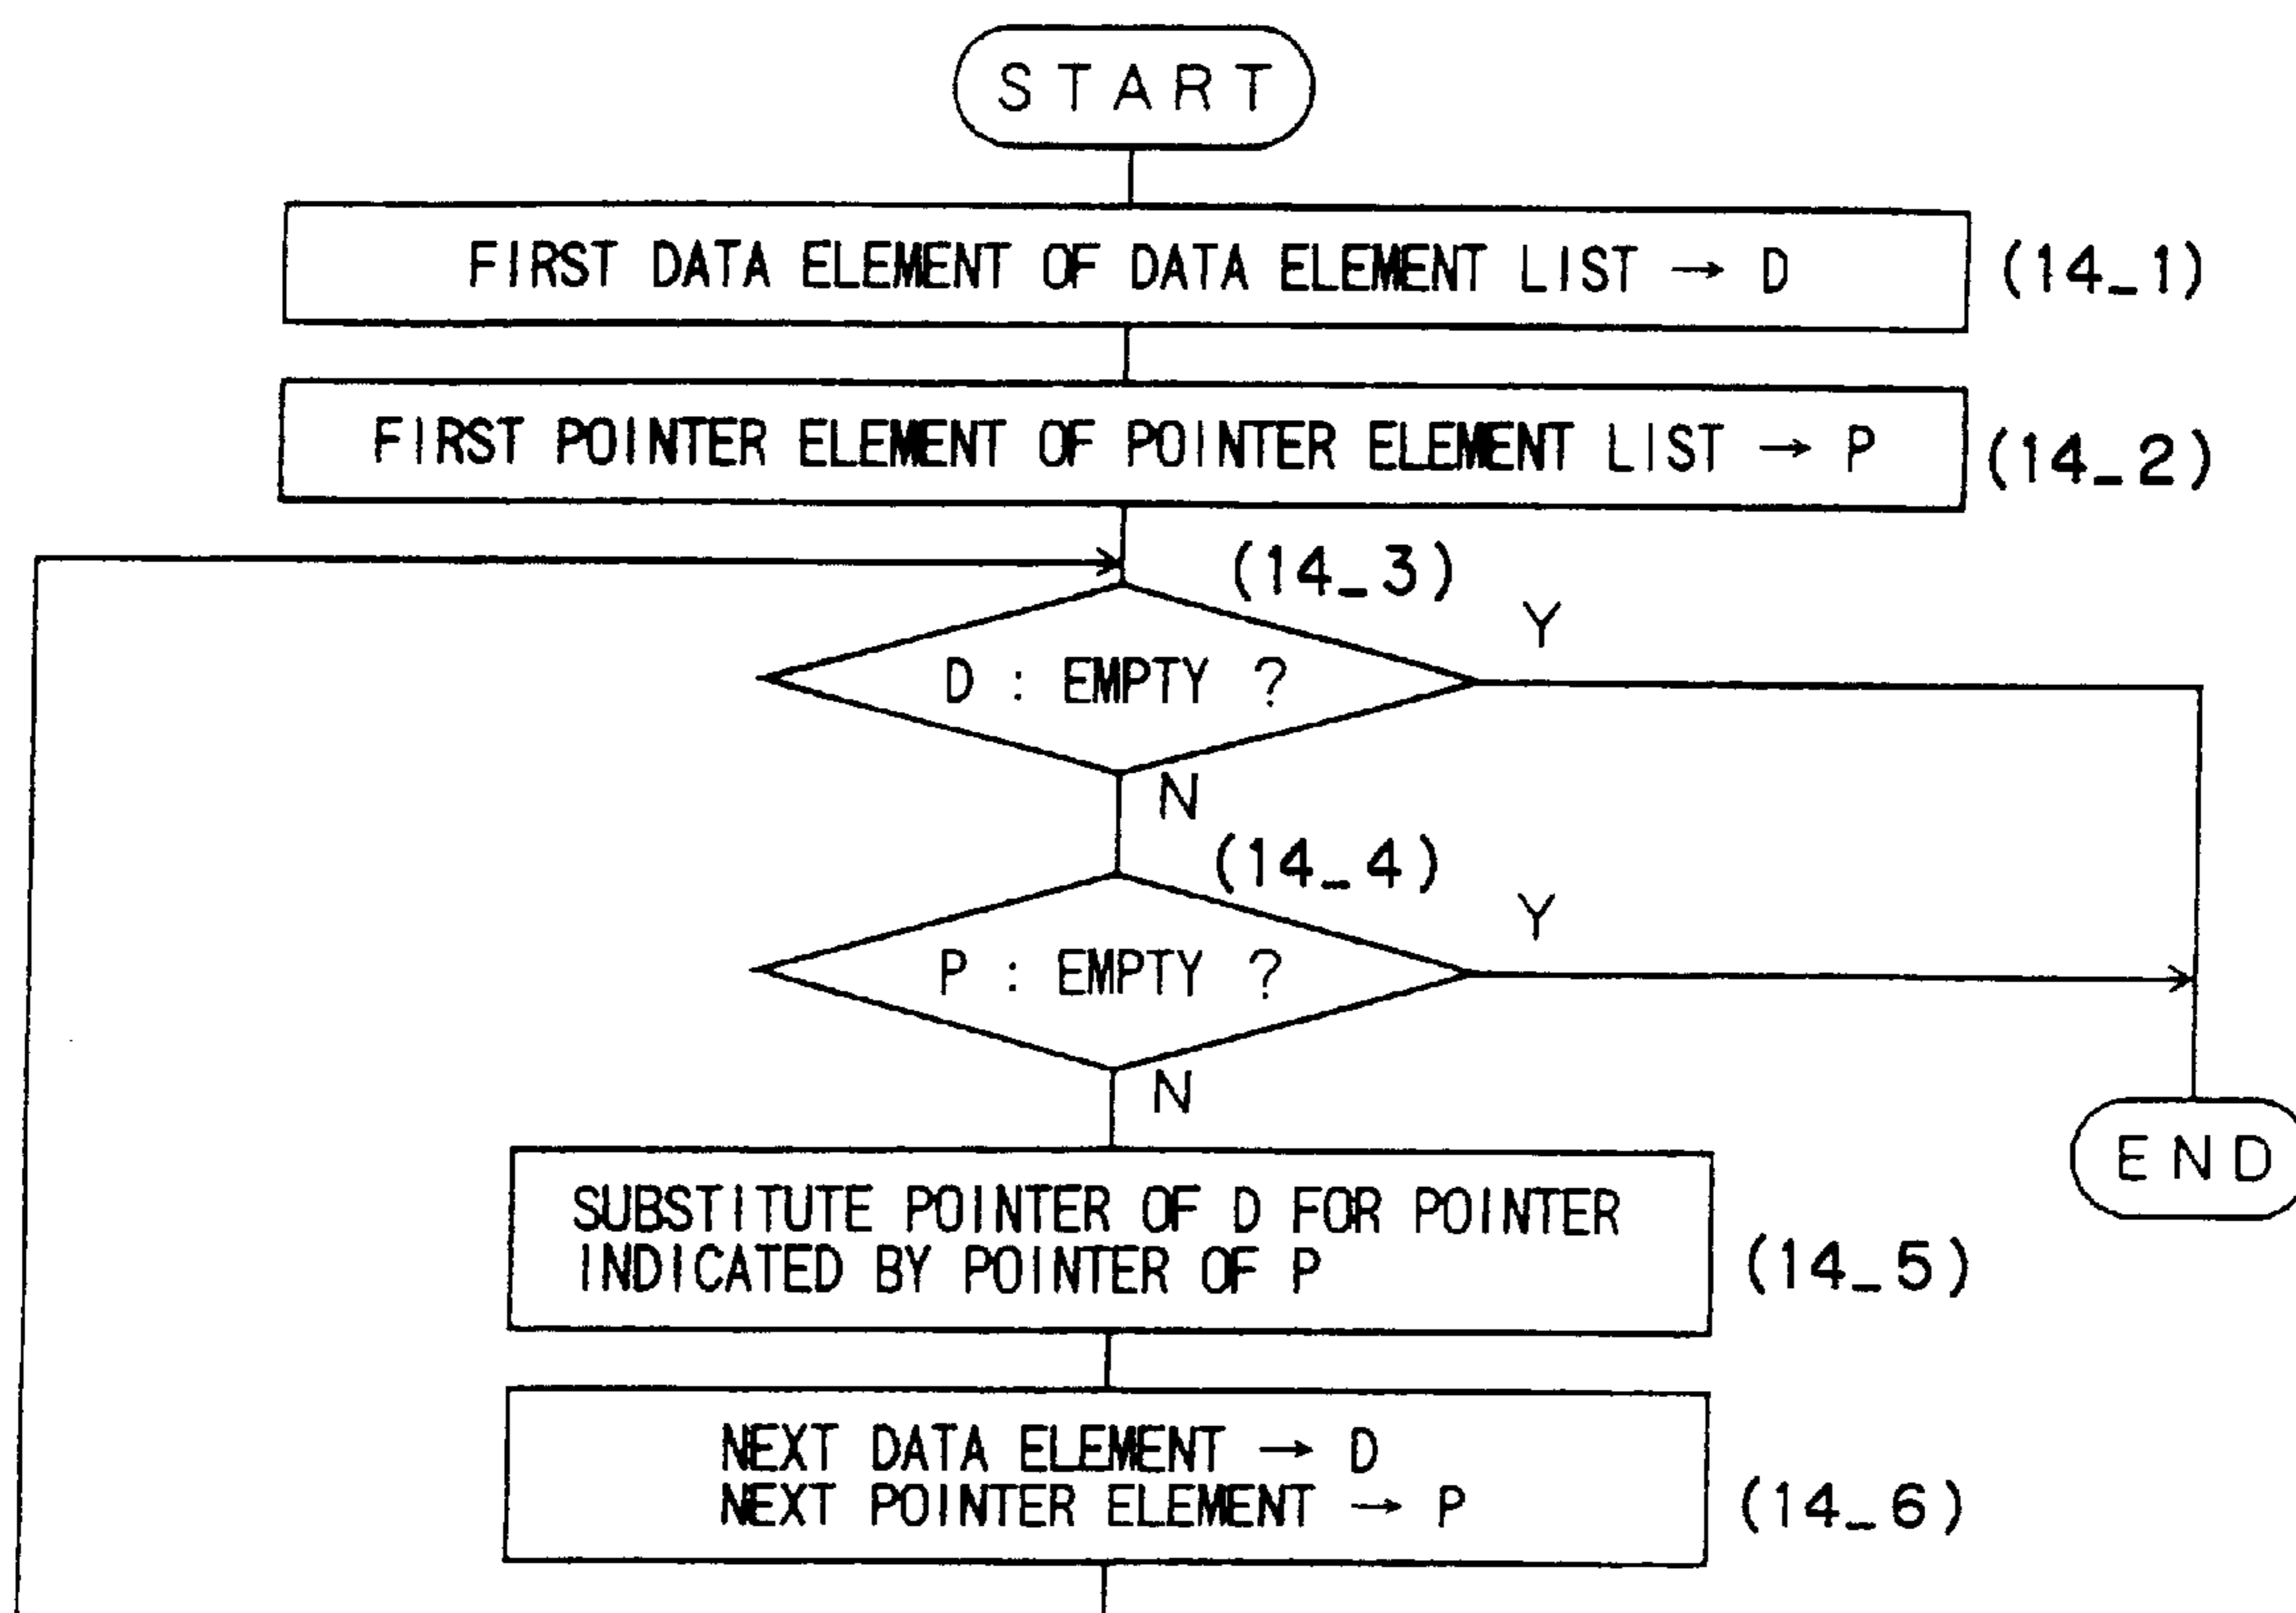 START
FIRST DATA ELEMENT OF DATA ELEMENT LIST → D
(14_1)
FIRST POINTER ELEMENT OF POINTER ELEMENT LIST → P
(14_2)
(14_3)
Y
D : EMPTY ?
N
(14_4)
Y
P : EMPTY ?
N
END
SUBSTITUTE POINTER OF D FOR POINTER
INDICATED BY POINTER OF P
(14_5)
NEXT DATA ELEMENT → D
NEXT POINTER ELEMENT → P
(14_6)